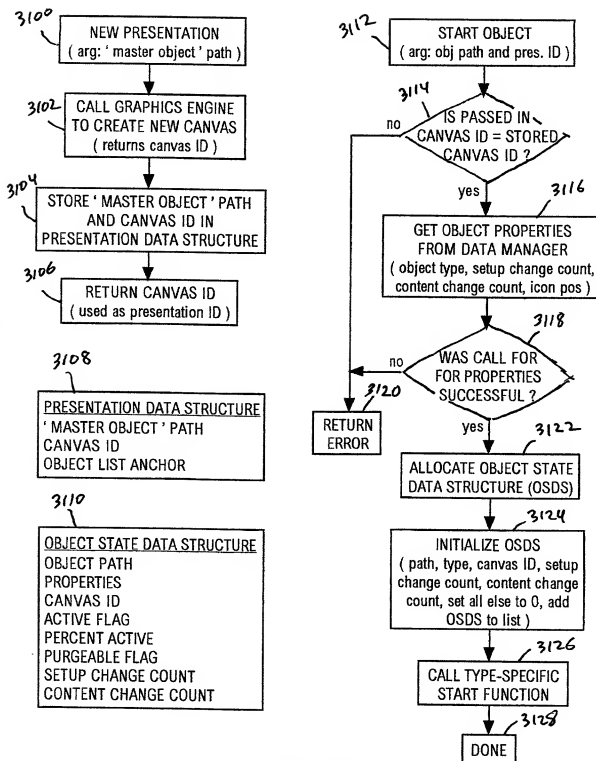 3100
NEW PRESENTATION
( arg: ‘ master object ’ path )
3102
CALL GRAPHICS ENGINE
TO CREATE NEW CANVAS
( returns canvas ID )
3104
STORE ‘ MASTER OBJECT ’ PATH
AND CANVAS ID IN
PRESENTATION DATA STRUCTURE
3106
RETURN CANVAS ID
( used as presentation ID )
3108
PRESENTATION DATA STRUCTURE
‘ MASTER OBJECT ’ PATH
CANVAS ID
OBJECT LIST ANCHOR
3110
OBJECT STATE DATA STRUCTURE
OBJECT PATH
PROPERTIES
CANVAS ID
ACTIVE FLAG
PERCENT ACTIVE
PURGEABLE FLAG
SETUP CHANGE COUNT
CONTENT CHANGE COUNT
3112
START OBJECT
( arg: obj path and pres. ID )
3114
IS PASSED IN
CANVAS ID = STORED
CANVAS ID ?
no
yes
3116
GET OBJECT PROPERTIES
FROM DATA MANAGER
( object type, setup change count,
content change count, icon pos )
3118
WAS CALL FOR
FOR PROPERTIES
SUCCESSFUL ?
no
yes
3120
RETURN
ERROR
3122
ALLOCATE OBJECT STATE
DATA STRUCTURE (OSDS)
3124
INITIALIZE OSDS
( path, type, canvas ID, setup
change count, content change
count, set all else to 0, add
OSDS to list )
3126
CALL TYPE-SPECIFIC
START FUNCTION
3128
DONE